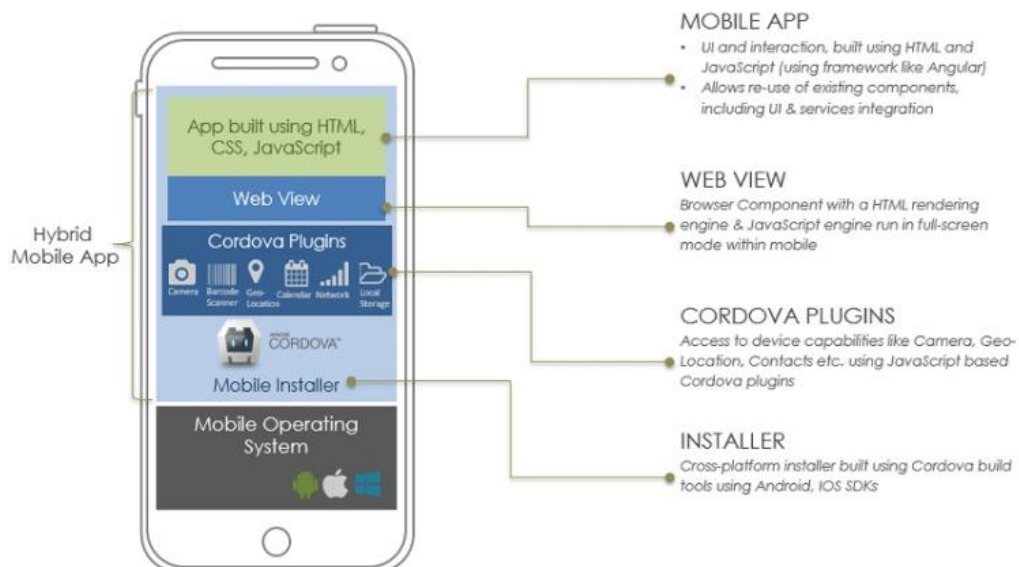 Hybrid
Mobile App
App built using HTML,
CSS, JavaScript
Web View
Cordova Plugins
Camera
Barcode
Scanner
Geo-
Location
Calendar
Network
Local
Storage
APACHE
CORDOVA™
Mobile Installer
Mobile Operating
System
MOBILE APP
• UI and interaction, built using HTML and
JavaScript (using framework like Angular)
• Allows re-use of existing components,
including UI & services integration
WEB VIEW
Browser Component with a HTML rendering
engine & JavaScript engine run in full-screen
mode within mobile
CORDOVA PLUGINS
Access to device capabilities like Camera, Geo-
Location, Contacts etc. using JavaScript based
Cordova plugins
INSTALLER
Cross-platform installer built using Cordova build
tools using Android, IOS SDKs